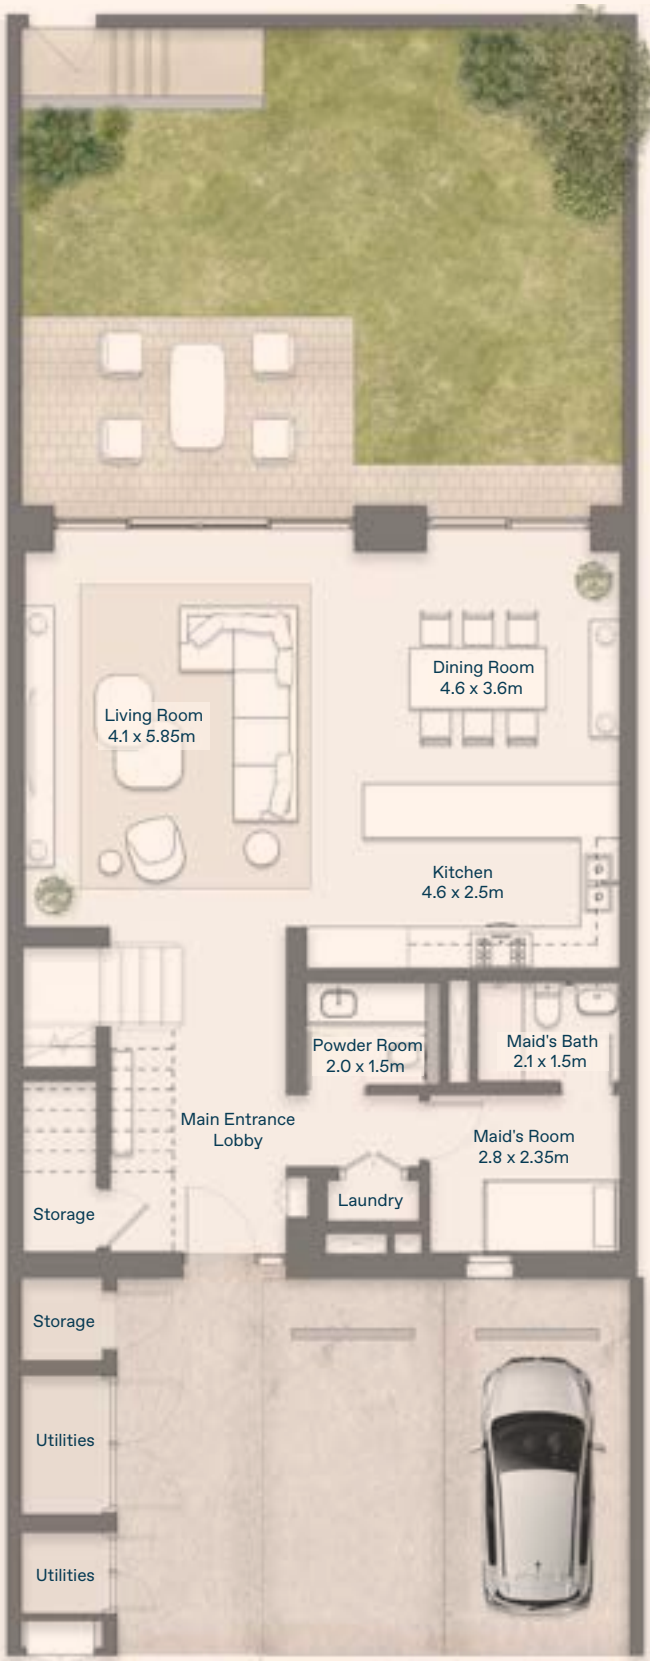 Dining Room
4.6 x 3.6m
Living Room
4.1 x 5.85m
Kitchen
4.6 x 2.5m
Powder Room
2.0 x 1.5m
Maid's Bath
2.1 x 1.5m
Main Entrance
Lobby
Maid's Room
2.8 x 2.35m
Laundry
Storage
Storage
Utilities
Utilities